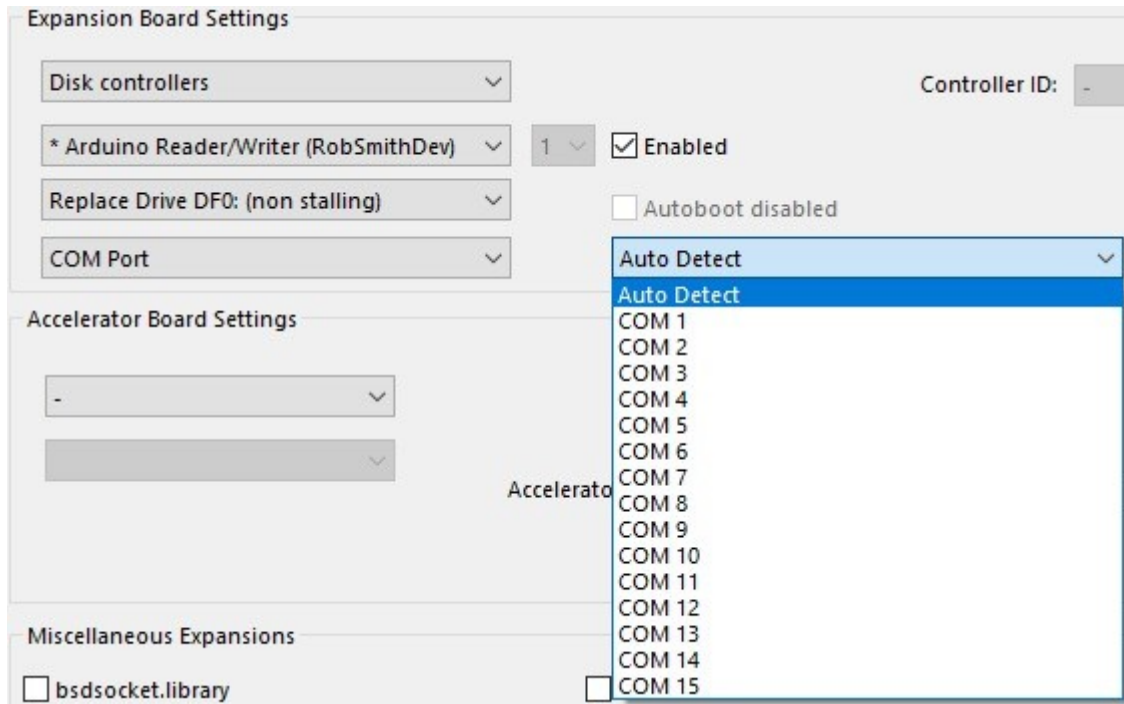 Expansion Board Settings
Disk controllers
Controller ID: -
* Arduino Reader/Writer (RobSmithDev) 1 Enabled
Replace Drive DF0: (non stalling) Autoboot disabled
COM Port Auto Detect
Auto Detect
COM 1
COM 2
COM 3
COM 4
COM 5
COM 6
COM 7
COM 8
COM 9
COM 10
COM 11
COM 12
COM 13
COM 14
COM 15
Accelerator Board Settings
-
Accelerato
Miscellaneous Expansions
bsdsocket.library